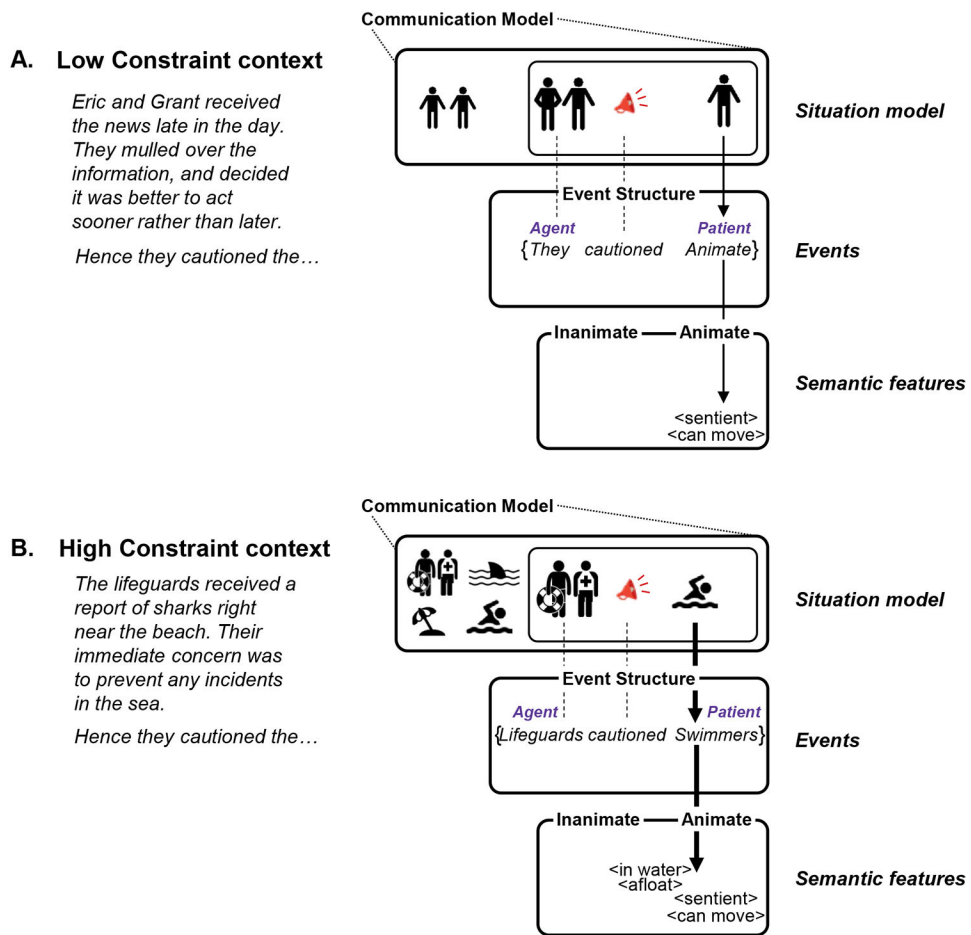 Communication Model
A. Low Constraint context
Eric and Grant received
the news late in the day.
They mulled over the
information, and decided
it was better to act
sooner rather than later.
Hence they cautioned the…
Situation model
Event Structure
Agent Patient
{They cautioned Animate}
Events
Inanimate Animate
Semantic features
<sentient>
<can move>
Communication Model
B. High Constraint context
The lifeguards received a
report of sharks right
near the beach. Their
immediate concern was
to prevent any incidents
in the sea.
Hence they cautioned the…
Situation model
Event Structure
Agent Patient
{Lifeguards cautioned Swimmers}
Events
Inanimate Animate
<in water>
<afloat>
Semantic features
<sentient>
<can move>